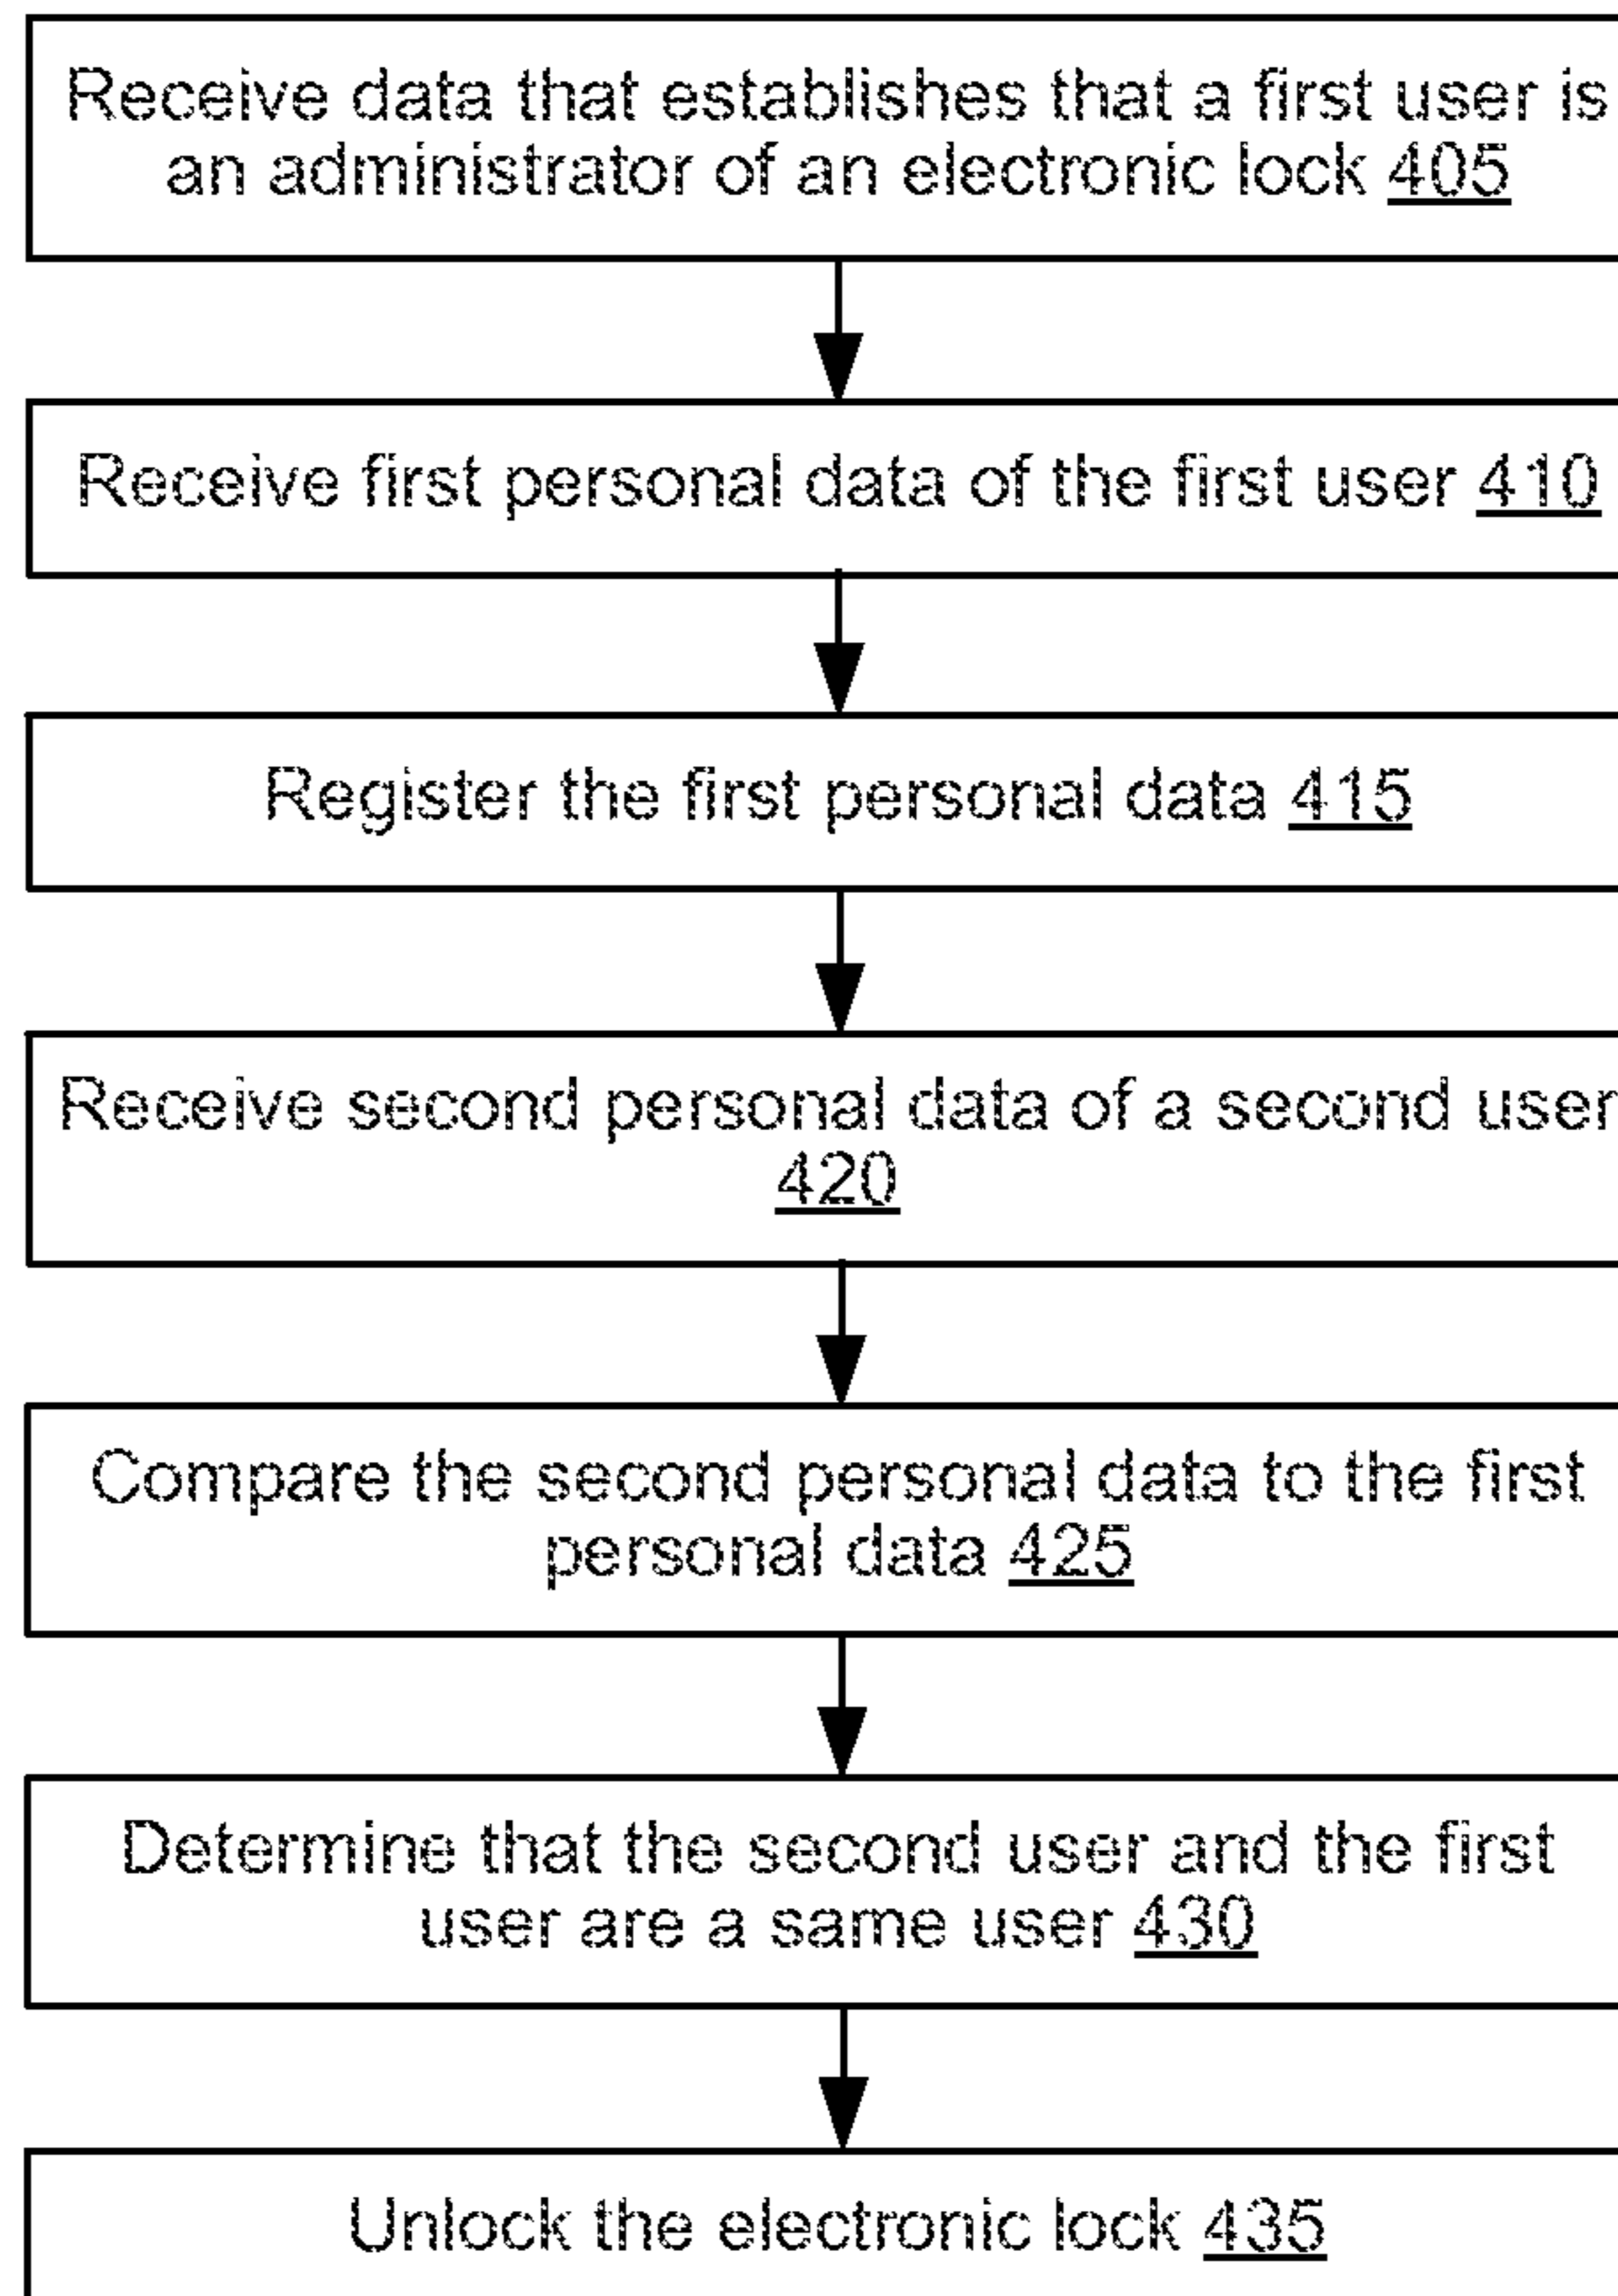 Receive data that establishes that a first user is
an administrator of an electronic lock 405
Receive first personal data of the first user 410
Register the first personal data 415
Receive second personal data of a second user
420
Compare the second personal data to the first
personal data 425
Determine that the second user and the first
user are a same user 430
Unlock the electronic lock 435